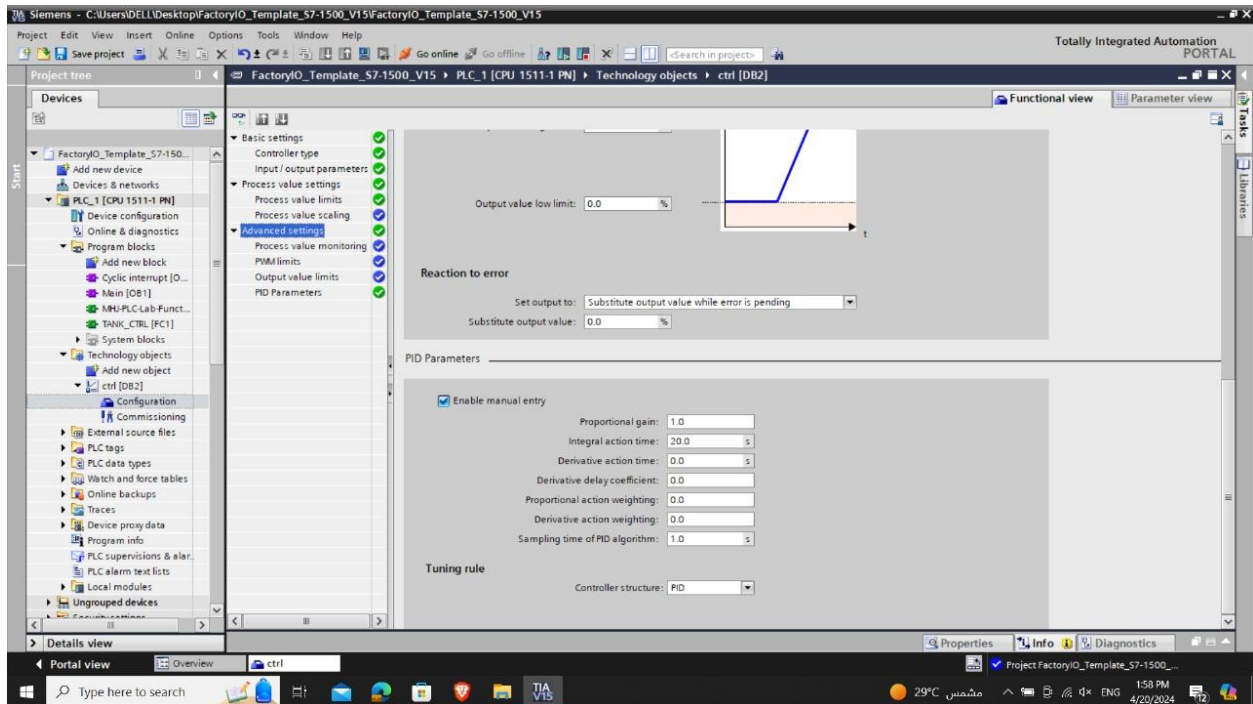 Siemens - C:\Users\DELL\Desktop\FactoryIO_Template_S7-1500_V15\FactoryIO_Template_S7-1500_V15
Project Edit View Insert Online Options Tools Window Help
Totally Integrated Automation
PORTAL
Save project
Go online
Go offline
<Search in project>
Project tree
FactoryIO_Template_S7-1500_V15 ▸ PLC_1 [CPU 1511-1 PN] ▸ Technology objects ▸ ctrl [DB2]
Devices
Functional view
Parameter view
Start
Tasks
Libraries
FactoryIO_Template_S7-150...
Add new device
Devices & networks
PLC_1 [CPU 1511-1 PN]
Device configuration
Online & diagnostics
Program blocks
Add new block
Cyclic interrupt [O...
Main [OB1]
MHJ-PLC-Lab-Funct...
TANK_CTRL [FC1]
System blocks
Technology objects
Add new object
ctrl [DB2]
Configuration
Commissioning
External source files
PLC tags
PLC data types
Watch and force tables
Online backups
Traces
Device proxy data
Program info
PLC supervisions & alar...
PLC alarm text lists
Local modules
Ungrouped devices
Details view
Basic settings
Controller type
Input / output parameters
Process value settings
Process value limits
Process value scaling
Advanced settings
Process value monitoring
PWM limits
Output value limits
PID Parameters
Output value low limit: 0.0 %
t
Reaction to error
Set output to: Substitute output value while error is pending
Substitute output value: 0.0 %
PID Parameters
Enable manual entry
Proportional gain: 1.0
Integral action time: 20.0 s
Derivative action time: 0.0 s
Derivative delay coefficient: 0.0
Proportional action weighting: 0.0
Derivative action weighting: 0.0
Sampling time of PID algorithm: 1.0 s
Tuning rule
Controller structure: PID
Properties
Info
Diagnostics
Portal view
Overview
ctrl
Project FactoryIO_Template_S7-1500_...
Type here to search
TIA
V15
29°C مشمس
ENG
1:58 PM
4/20/2024
12